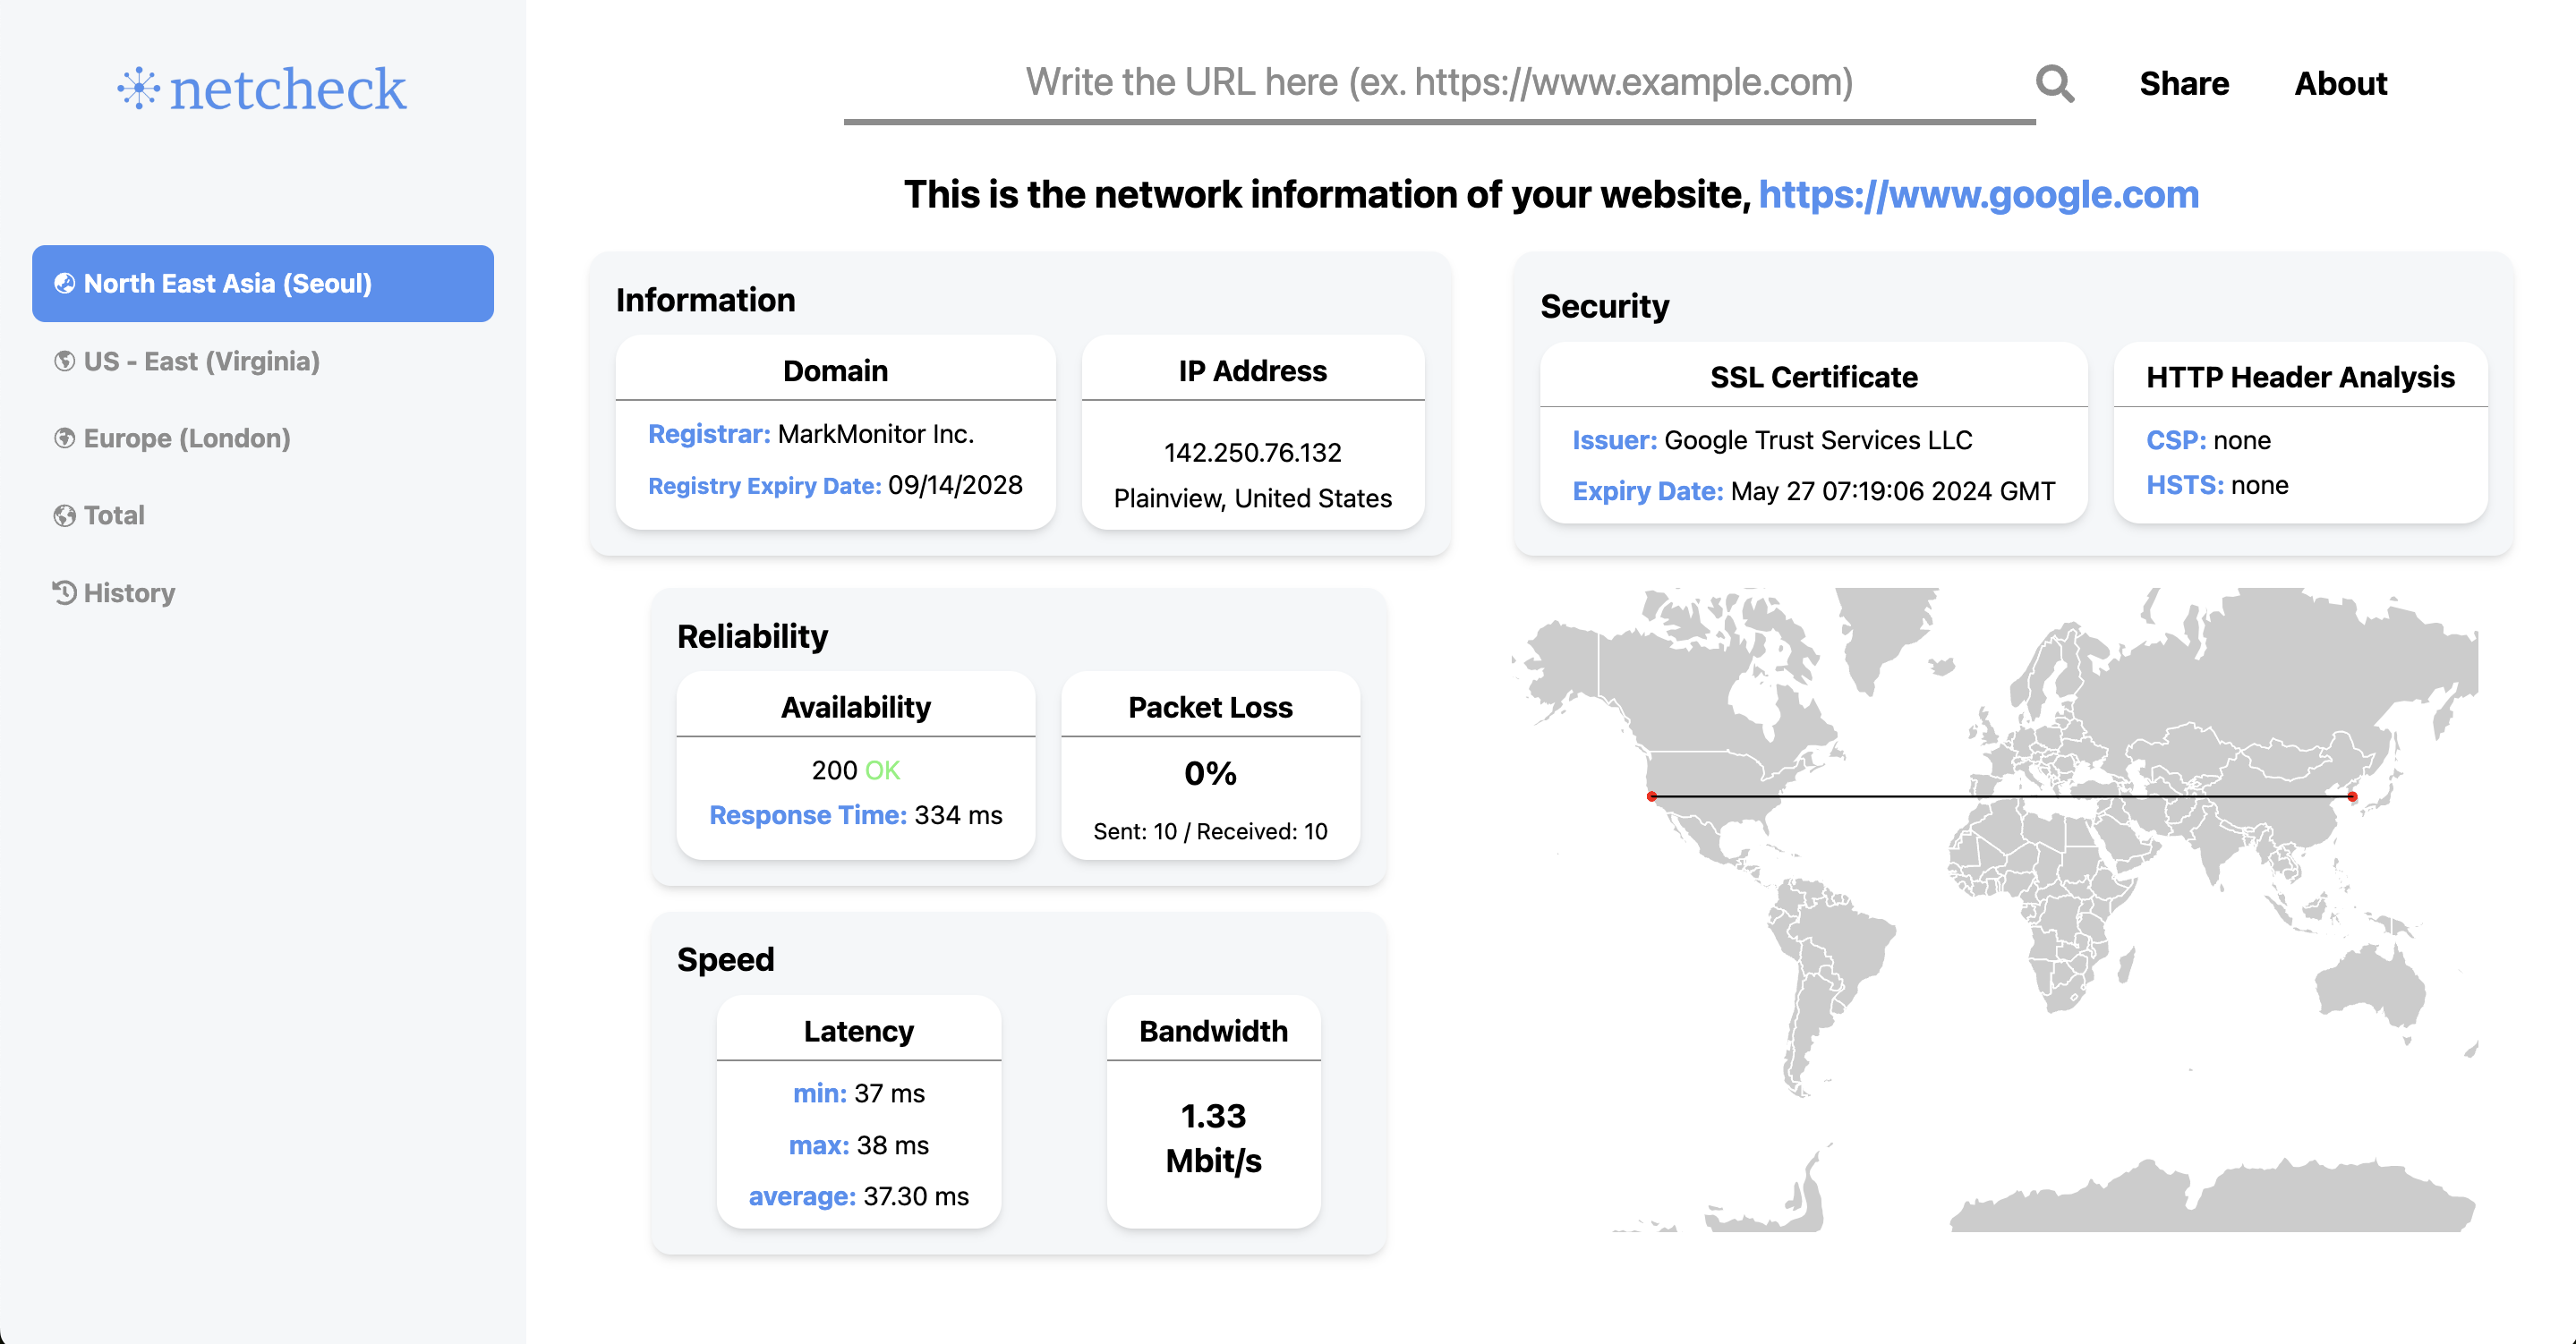 netcheck
Write the URL here (ex. https://www.example.com)
Share
About
This is the network information of your website, https://www.google.com
North East Asia (Seoul)
US - East (Virginia)
Europe (London)
Total
History
Information
Domain
Registrar: MarkMonitor Inc.
Registry Expiry Date: 09/14/2028
IP Address
142.250.76.132
Plainview, United States
Security
SSL Certificate
Issuer: Google Trust Services LLC
Expiry Date: May 27 07:19:06 2024 GMT
HTTP Header Analysis
CSP: none
HSTS: none
Reliability
Availability
200 OK
Response Time: 334 ms
Packet Loss
0%
Sent: 10 / Received: 10
Speed
Latency
min: 37 ms
max: 38 ms
average: 37.30 ms
Bandwidth
1.33
Mbit/s